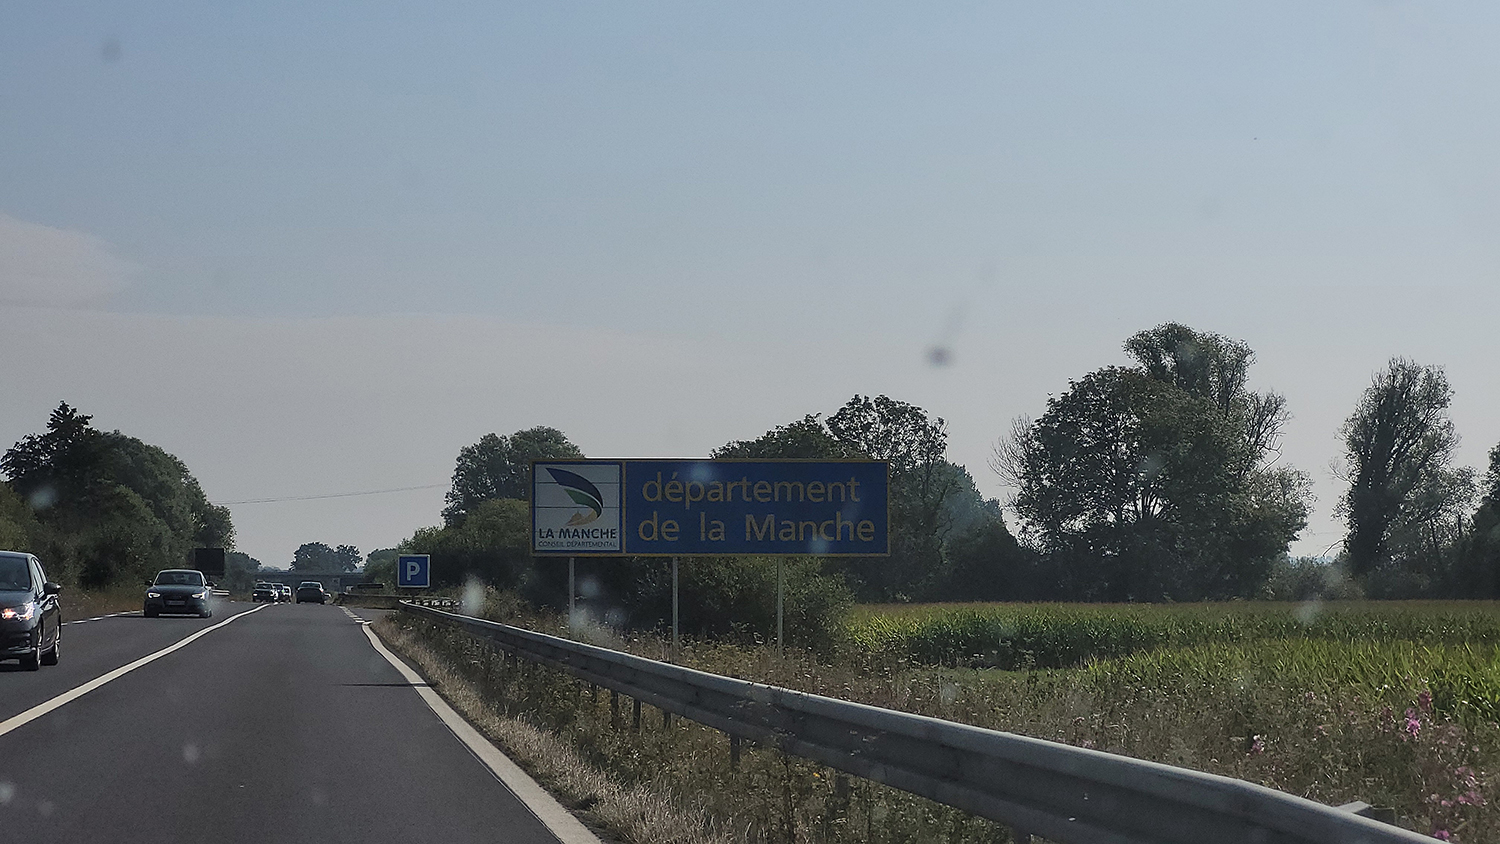 P
département
de la Manche
LA MANCHE
CONSEIL DÉPARTEMENTAL